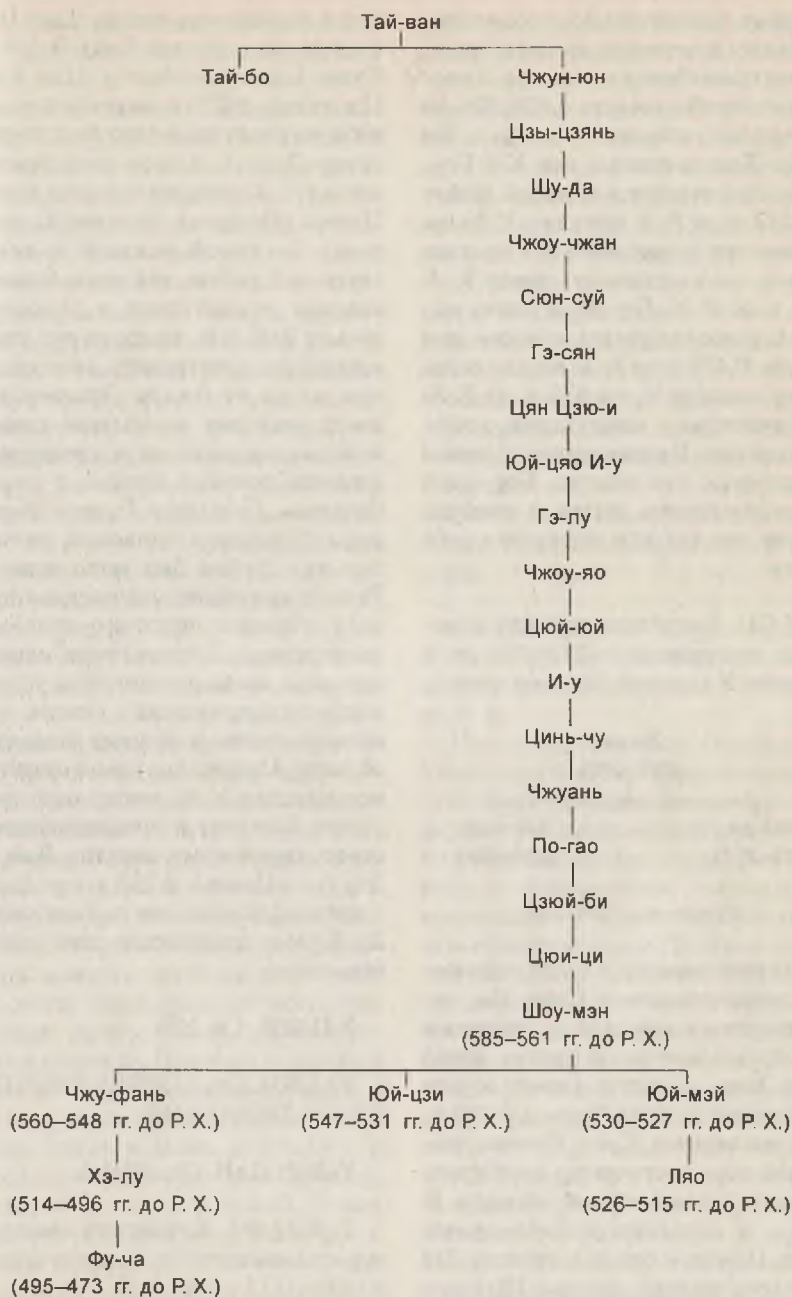 Тай-ван
Тай-бо Чжун-юн
Цзы-цзянь
Шу-да
Чжоу-чжан
Сюн-суй
Гэ-сян
Цян Цзю-и
Юй-цяо И-у
Гэ-лу
Чжоу-яо
Цюй-юй
И-у
Цинь-чу
Чжуань
По-гао
Цзюй-би
Цюи-ци
Шоу-мэн
(585–561 гг. до Р. Х.)
Чжу-фань Юй-цзи Юй-мэй
(560–548 гг. до Р. Х.) (547–531 гг. до Р. Х.) (530–527 гг. до Р. Х.)
Хэ-лу Ляо
(514–496 гг. до Р. Х.) (526–515 гг. до Р. Х.)
Фу-ча
(495–473 гг. до Р. Х.)